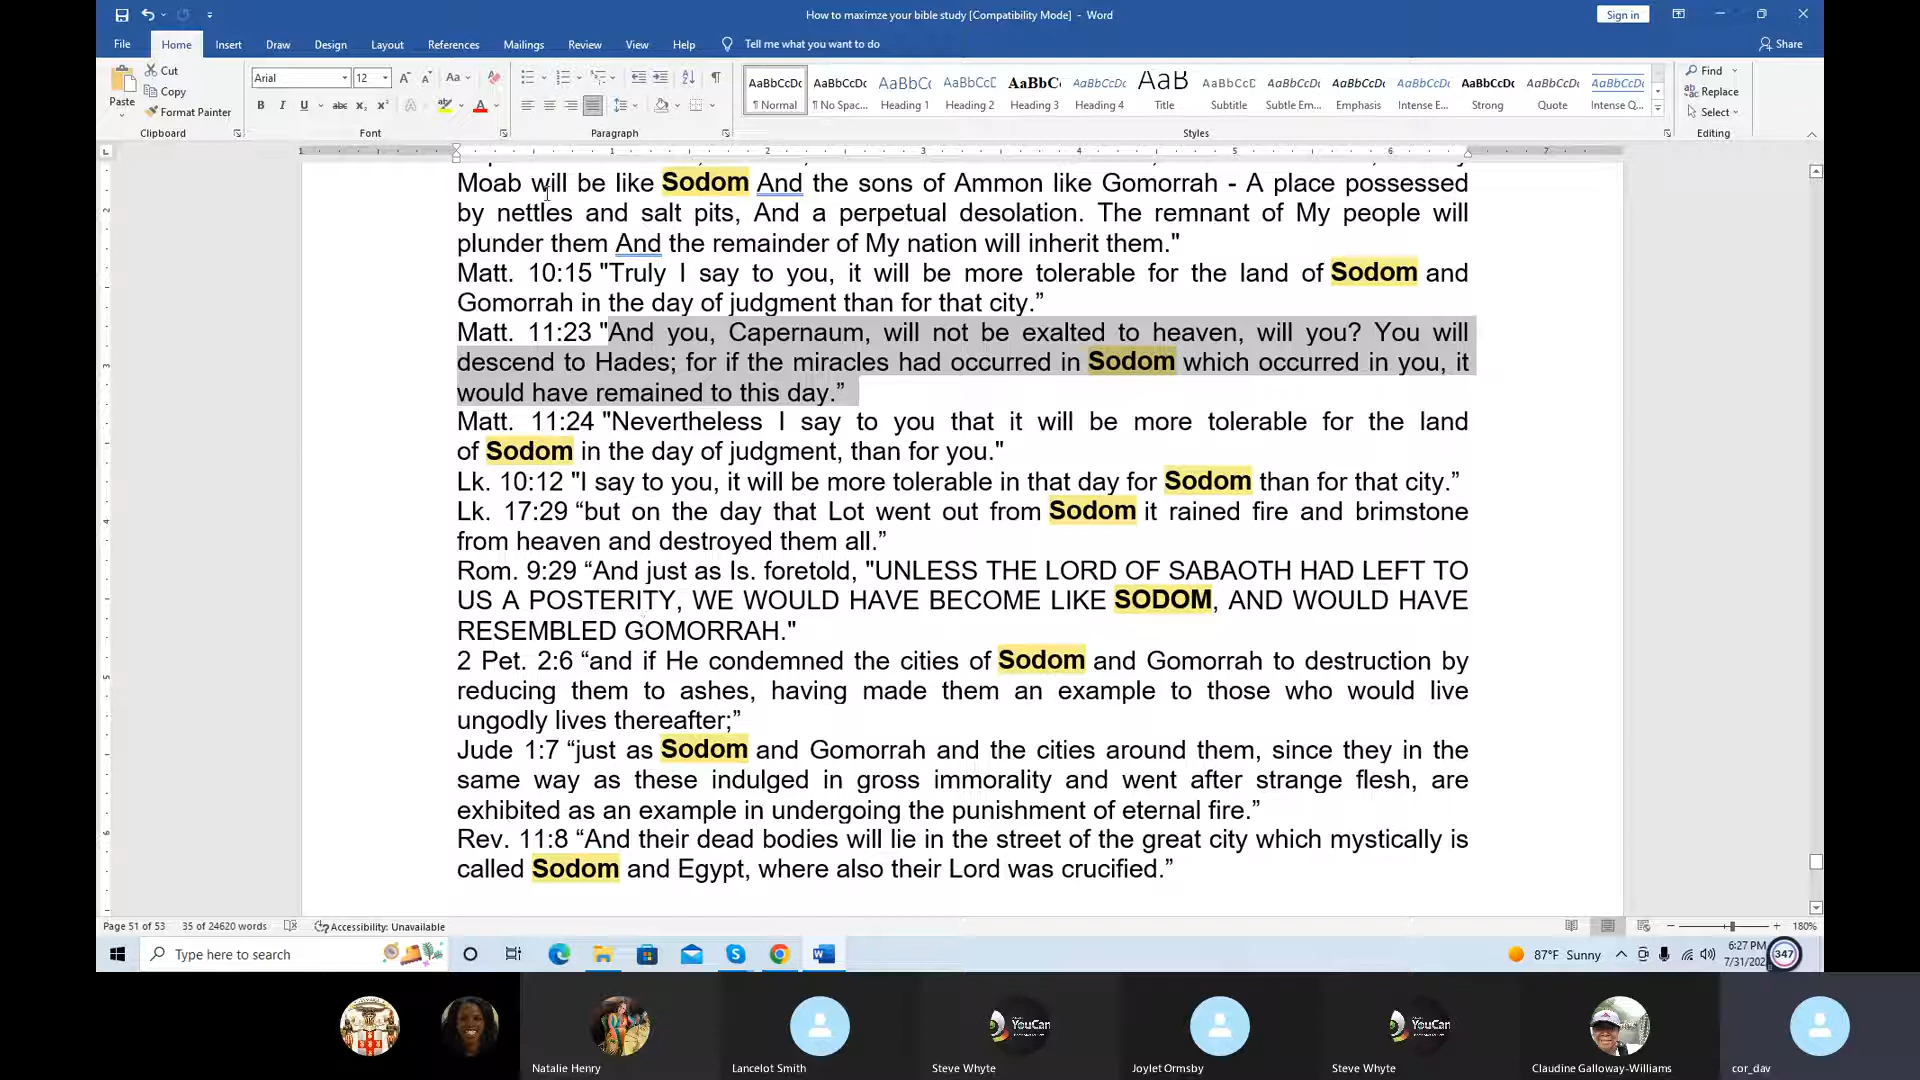 How to maximze your bible study [Compatibility Mode] - Word
Sign in
File Home Insert Draw Design Layout References Mailings Review View Help Tell me what you want to do Share
Paste
Cut
Copy
Format Painter
Clipboard
Arial 12
Font
Paragraph
AaBbCcDc AaBbCcDc AaBbC( AaBbCcD AaBbC AaBbCcDc AaB AaBbCcD AaBbCcDc AaBbCcDc AaBbCcDc AaBbCcDc AaBbCcDc AaBbCcDc
¶ Normal ¶ No Spac... Heading 1 Heading 2 Heading 3 Heading 4 Title Subtitle Subtle Em... Emphasis Intense E... Strong Quote Intense Q...
Styles
Find
Replace
Select
Editing
Moab will be like Sodom And the sons of Ammon like Gomorrah - A place possessed
by nettles and salt pits, And a perpetual desolation. The remnant of My people will
plunder them And the remainder of My nation will inherit them."
Matt. 10:15 "Truly I say to you, it will be more tolerable for the land of Sodom and
Gomorrah in the day of judgment than for that city.”
Matt. 11:23 "And you, Capernaum, will not be exalted to heaven, will you? You will
descend to Hades; for if the miracles had occurred in Sodom which occurred in you, it
would have remained to this day.”
Matt. 11:24 "Nevertheless I say to you that it will be more tolerable for the land
of Sodom in the day of judgment, than for you."
Lk. 10:12 "I say to you, it will be more tolerable in that day for Sodom than for that city.”
Lk. 17:29 “but on the day that Lot went out from Sodom it rained fire and brimstone
from heaven and destroyed them all.”
Rom. 9:29 “And just as Is. foretold, "UNLESS THE LORD OF SABAOTH HAD LEFT TO
US A POSTERITY, WE WOULD HAVE BECOME LIKE SODOM, AND WOULD HAVE
RESEMBLED GOMORRAH."
2 Pet. 2:6 “and if He condemned the cities of Sodom and Gomorrah to destruction by
reducing them to ashes, having made them an example to those who would live
ungodly lives thereafter;”
Jude 1:7 “just as Sodom and Gomorrah and the cities around them, since they in the
same way as these indulged in gross immorality and went after strange flesh, are
exhibited as an example in undergoing the punishment of eternal fire.”
Rev. 11:8 “And their dead bodies will lie in the street of the great city which mystically is
called Sodom and Egypt, where also their Lord was crucified.”
Page 51 of 53 35 of 24620 words Accessibility: Unavailable 180%
Type here to search
87°F Sunny
6:27 PM
7/31/202
347
YouCan
YouCan
Natalie Henry Lancelot Smith Steve Whyte Joylet Ormsby Steve Whyte Claudine Galloway-Williams cor_dav